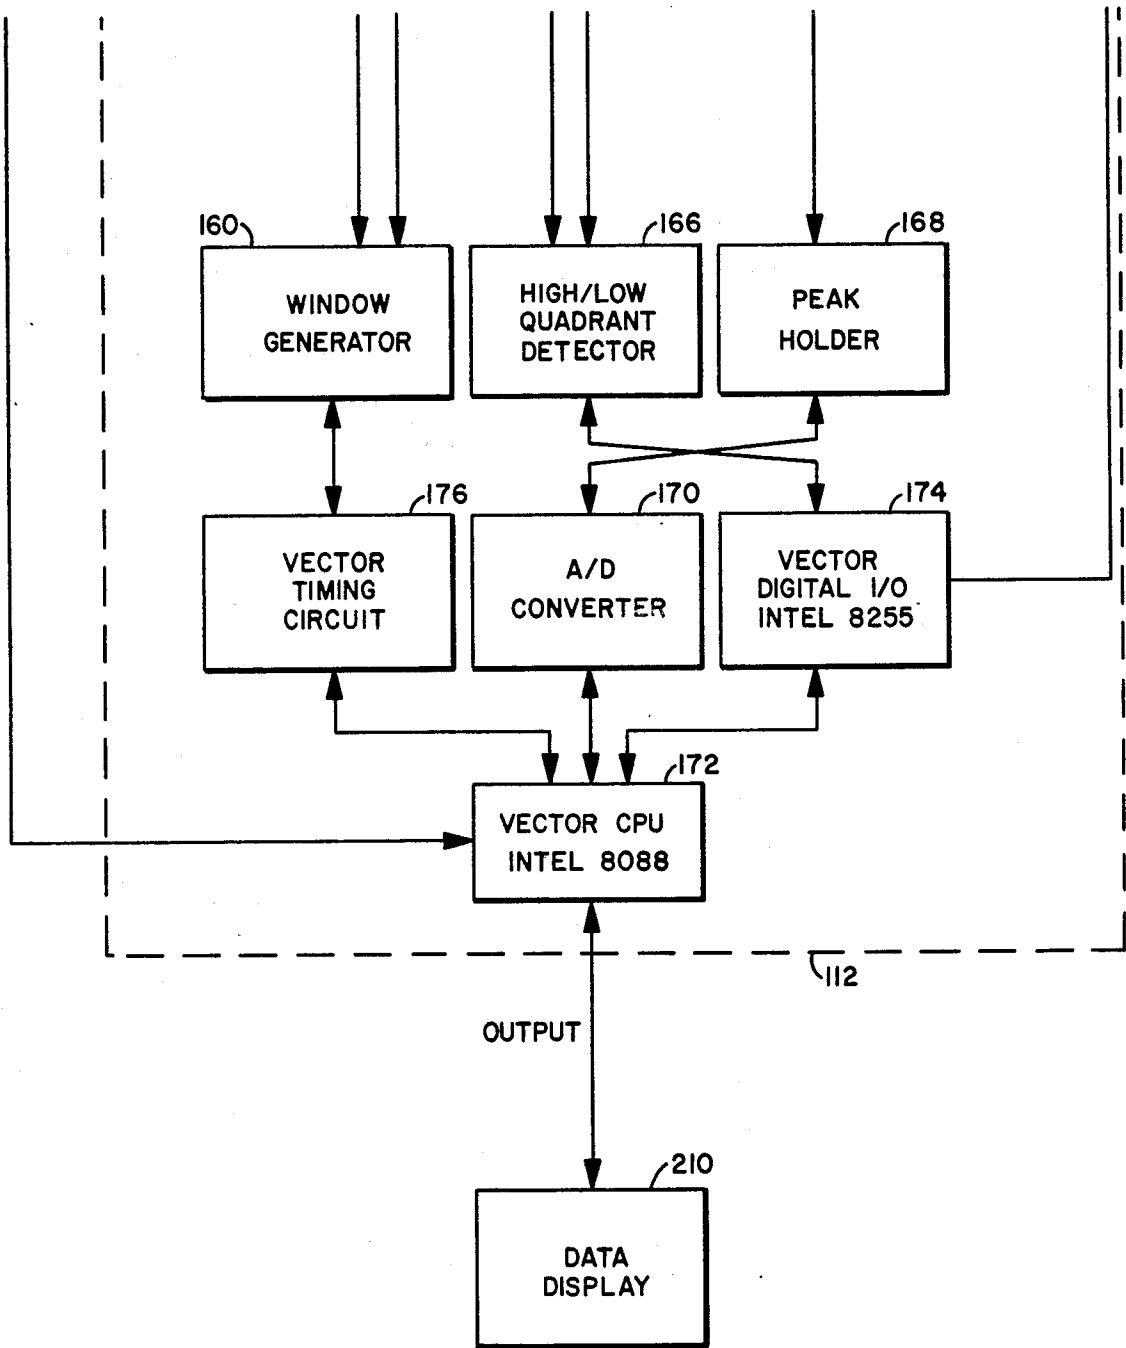 160
WINDOW
GENERATOR
166
HIGH/LOW
QUADRANT
DETECTOR
168
PEAK
HOLDER
176
VECTOR
TIMING
CIRCUIT
170
A/D
CONVERTER
174
VECTOR
DIGITAL I/O
INTEL 8255
172
VECTOR CPU
INTEL 8088
112
OUTPUT
210
DATA
DISPLAY